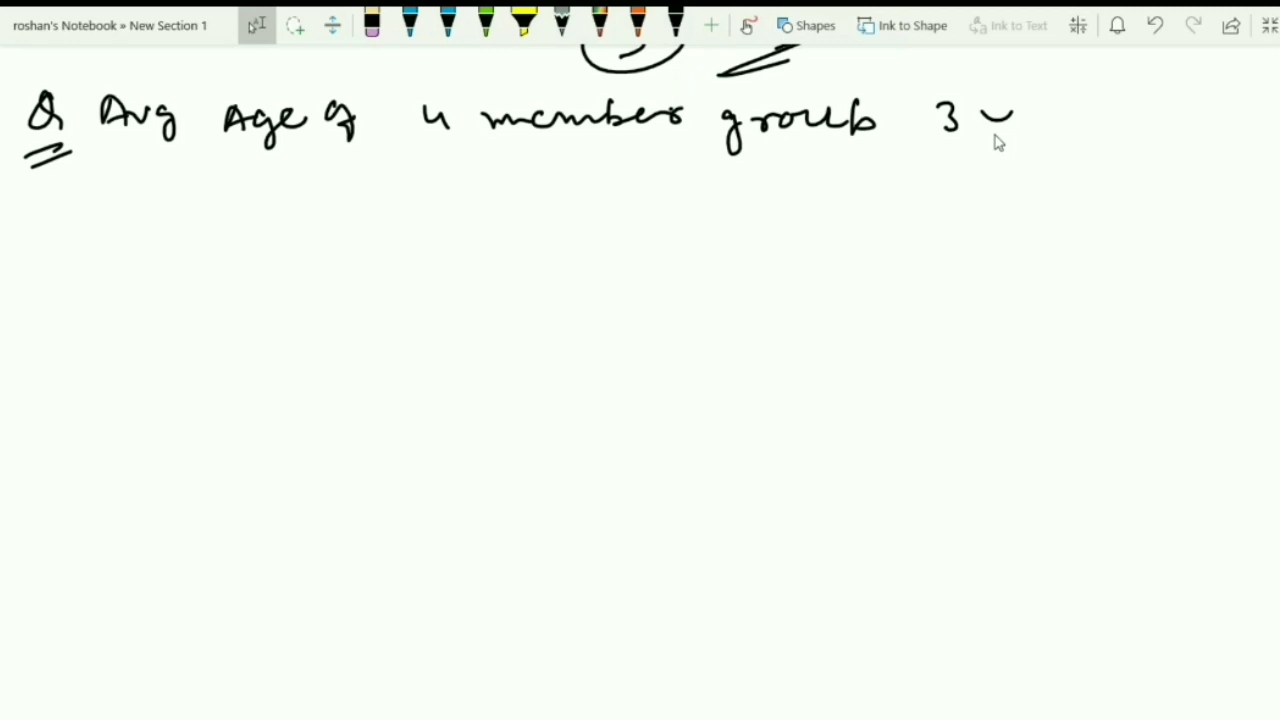 roshan's Notebook » New Section 1 Shapes Ink to Shape Ink to Text
Q Avg Age of 4 members group 3